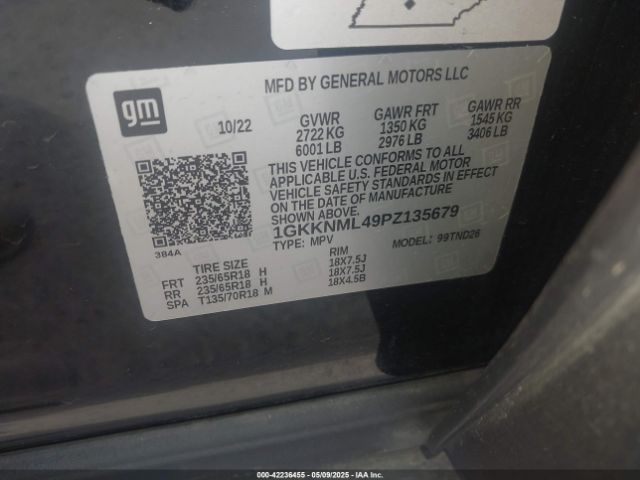 MFD BY GENERAL MOTORS LLC
gm
10/22
GVWR
2722 KG
6001 LB
GAWR FRT
1350 KG
2976 LB
GAWR RR
1545 KG
3406 LB
THIS VEHICLE CONFORMS TO ALL
APPLICABLE U.S. FEDERAL MOTOR
VEHICLE SAFETY STANDARDS IN EFFECT
ON THE DATE OF MANUFACTURE
SHOWN ABOVE.
1GKKNML49PZ135679
TYPE: MPV
MODEL: 99TND26
384A
TIRE SIZE RIM
FRT 235/65R18 H 18X7.5J
RR 235/65R18 H 18X7.5J
SPA T135/70R18 M 18X4.5B
000-42236455 - 05/09/2025 - IAA Inc.